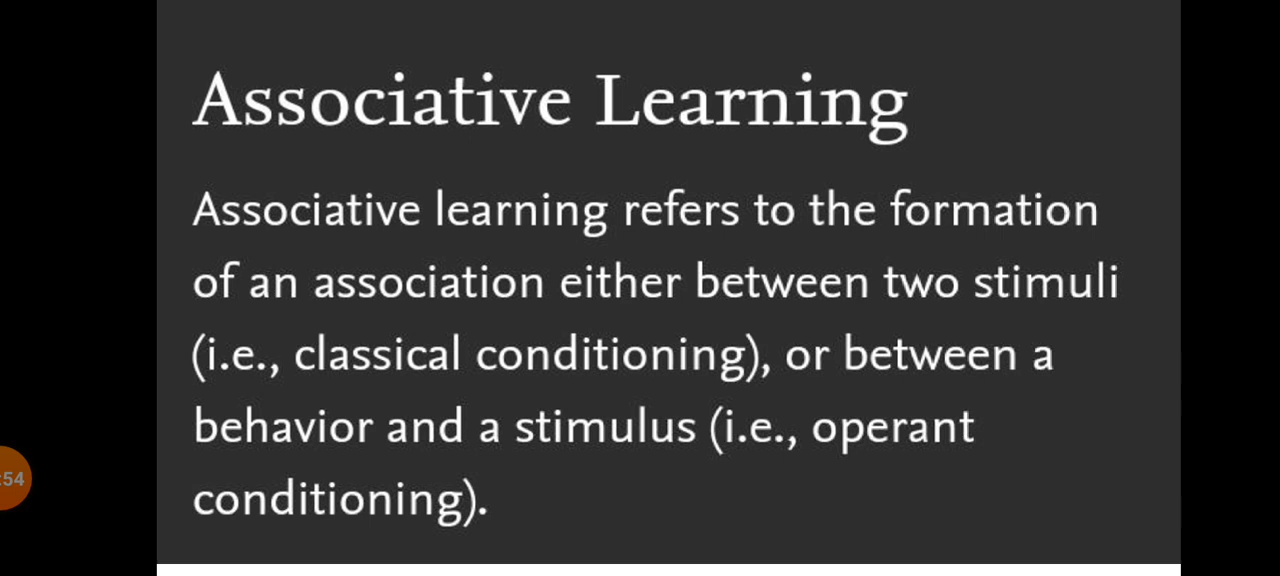 Associative Learning
Associative learning refers to the formation
of an association either between two stimuli
(i.e., classical conditioning), or between a
behavior and a stimulus (i.e., operant
conditioning).
:54